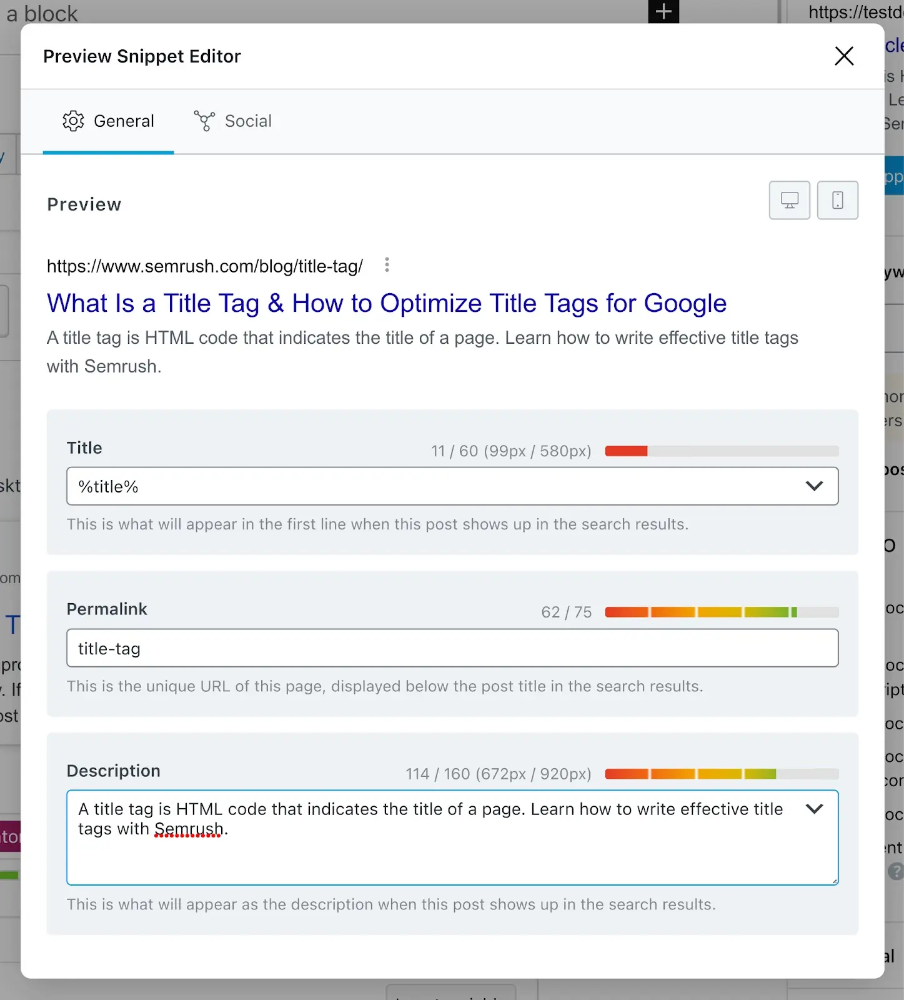 a block
https://testd
Preview Snippet Editor
General
Social
Preview
https://www.semrush.com/blog/title-tag/
What Is a Title Tag & How to Optimize Title Tags for Google
A title tag is HTML code that indicates the title of a page. Learn how to write effective title tags
with Semrush.
Title
11 / 60 (99px / 580px)
%title%
This is what will appear in the first line when this post shows up in the search results.
Permalink
62 / 75
title-tag
This is the unique URL of this page, displayed below the post title in the search results.
Description
114 / 160 (672px / 920px)
A title tag is HTML code that indicates the title of a page. Learn how to write effective title
tags with Semrush.
This is what will appear as the description when this post shows up in the search results.